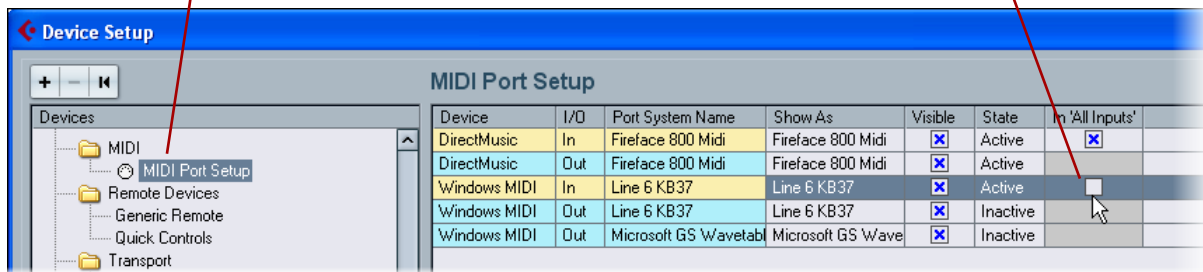 Device Setup
MIDI Port Setup
Devices
MIDI
MIDI Port Setup
Remote Devices
Generic Remote
Quick Controls
Transport
Device I/O Port System Name Show As Visible State In 'All Inputs'
DirectMusic In Fireface 800 Midi Fireface 800 Midi Active
DirectMusic Out Fireface 800 Midi Fireface 800 Midi Active
Windows MIDI In Line 6 KB37 Line 6 KB37 Active
Windows MIDI Out Line 6 KB37 Line 6 KB37 Inactive
Windows MIDI Out Microsoft GS Wavetabl Microsoft GS Wave Inactive